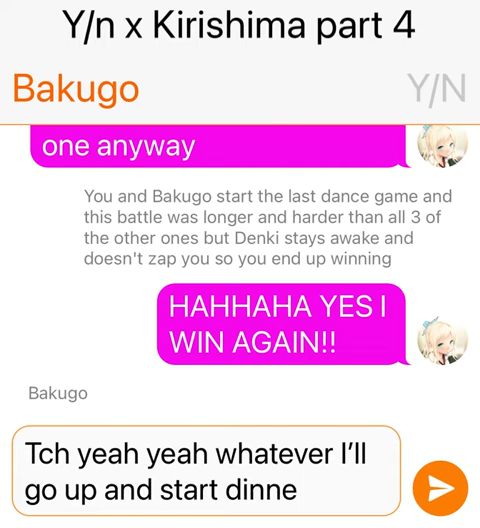 Y/n x Kirishima part 4
Bakugo
Y/N
one anyway
You and Bakugo start the last dance game and
this battle was longer and harder than all 3 of
the other ones but Denki stays awake and
doesn't zap you so you end up winning
HAHHAHA YES I
WIN AGAIN!!
Bakugo
Tch yeah yeah whatever I’ll
go up and start dinne